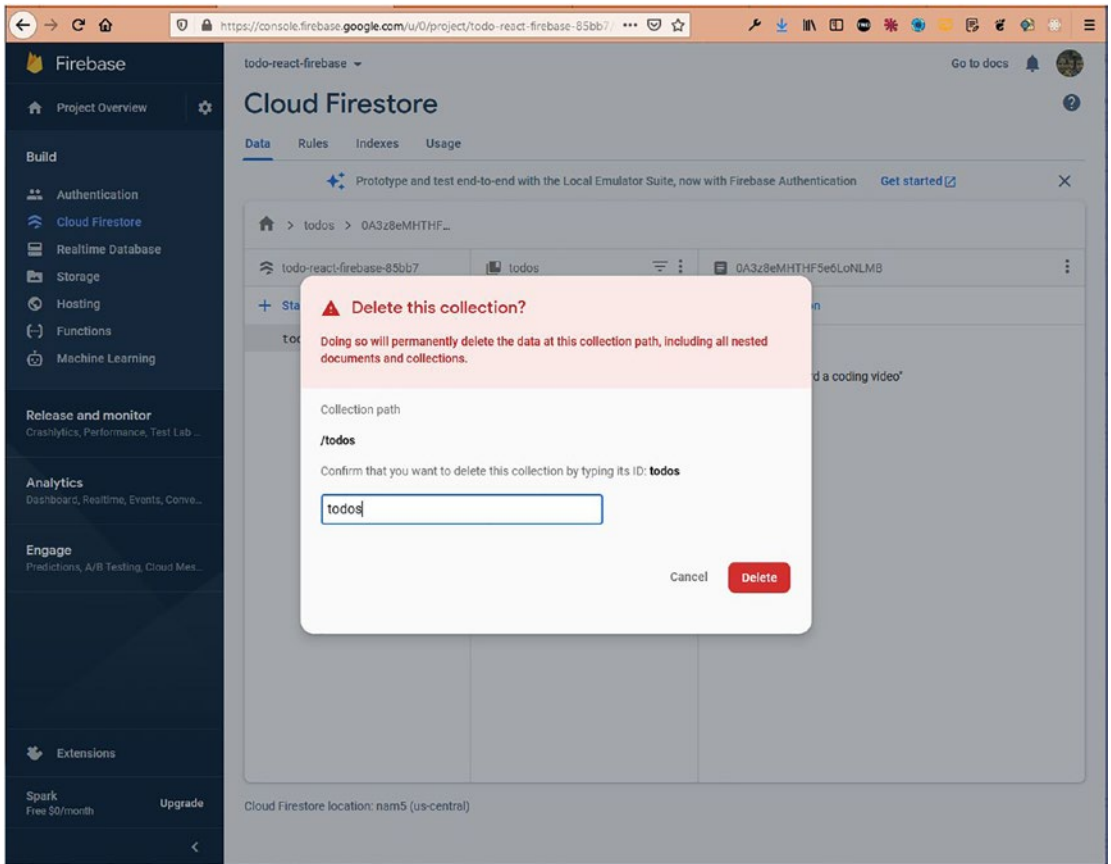 https://console.firebase.google.com/u/0/project/todo-react-firebase-85bb7/
Firebase
Project Overview
Build
Authentication
Cloud Firestore
Realtime Database
Storage
Hosting
Functions
Machine Learning
Release and monitor
Crashlytics, Performance, Test Lab ...
Analytics
Dashboard, Realtime, Events, Conve...
Engage
Predictions, A/B Testing, Cloud Mes...
Extensions
Spark
Free $0/month
Upgrade
todo-react-firebase
Go to docs
Cloud Firestore
Data Rules Indexes Usage
Prototype and test end-to-end with the Local Emulator Suite, now with Firebase Authentication Get started
> todos > 0A3z8eMHTHF...
todo-react-firebase-85bb7 todos 0A3z8eMHTHF5e6LoNLMB
+ Sta
n
tod
rd a coding video"
Delete this collection?
Doing so will permanently delete the data at this collection path, including all nested
documents and collections.
Collection path
/todos
Confirm that you want to delete this collection by typing its ID: todos
todos
Cancel Delete
Cloud Firestore location: nam5 (us-central)